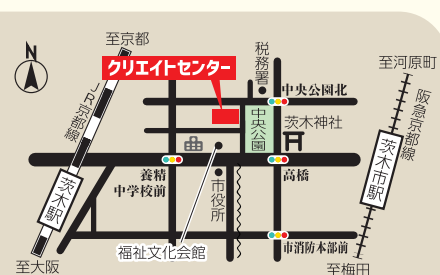 N
至京都
クリエイトセンター
税務署
至河原町
中央公園北
JR京都線
阪急京都線
中央公園
茨木神社
養精中学校前
市役所
高橋
茨木市駅
茨木駅
福祉文化会館
市消防本部前
至大阪
至梅田